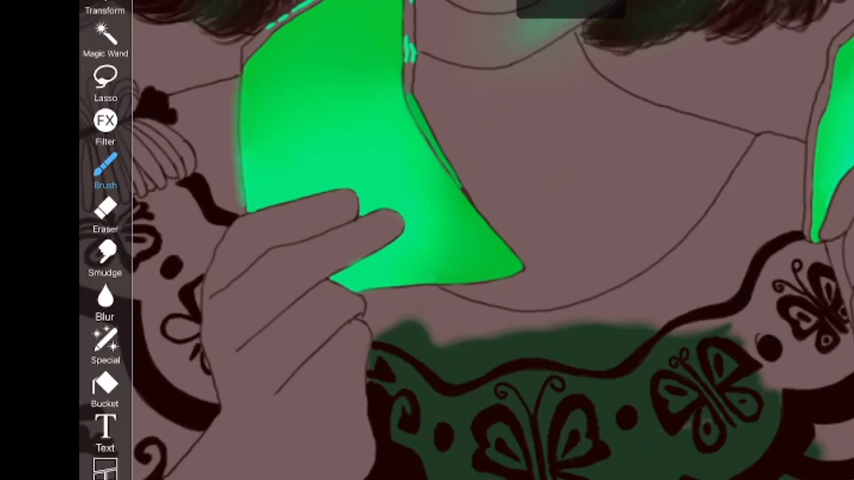 Transform
Magic Wand
Lasso
FX
Filter
Brush
Eraser
Smudge
Blur
Special
Bucket
T
Text